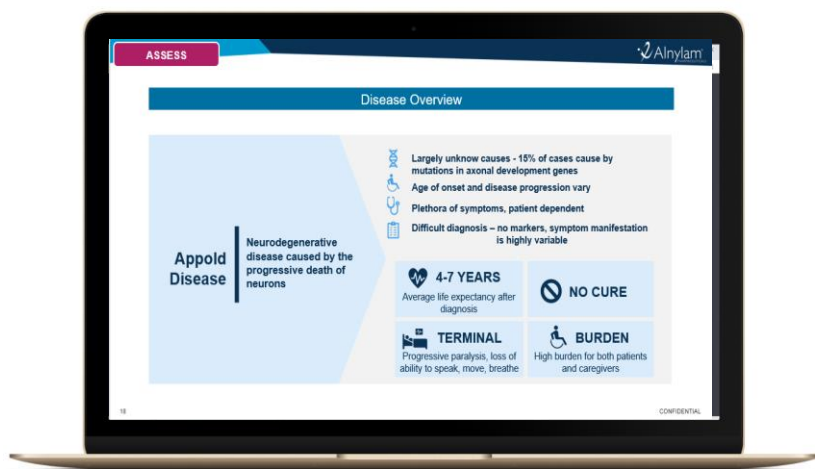 ASSESS
Alnylam
Disease Overview
Appold
Disease
Neurodegenerative
disease caused by the
progressive death of
neurons
Largely unknow causes - 15% of cases cause by
mutations in axonal development genes
Age of onset and disease progression vary
Plethora of symptoms, patient dependent
Difficult diagnosis – no markers, symptom manifestation
is highly variable
4-7 YEARS
Average life expectancy after
diagnosis
NO CURE
TERMINAL
Progressive paralysis, loss of
ability to speak, move, breathe
BURDEN
High burden for both patients
and caregivers
18
CONFIDENTIAL